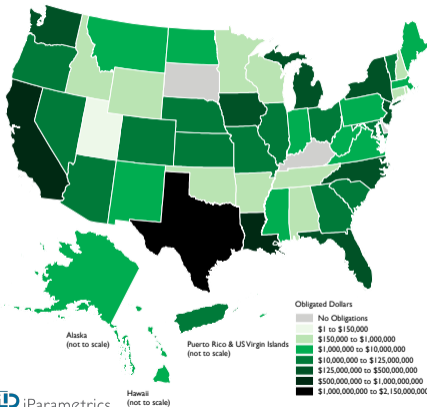 Obligated Dollars
No Obligations
$1 to $150,000
$150,000 to $1,000,000
$1,000,000 to $10,000,000
$10,000,000 to $125,000,000
$125,000,000 to $500,000,000
$500,000,000 to $1,000,000,000
$1,000,000,000 to $2,150,000,00
Alaska
(not to scale)
Puerto Rico & US Virgin Islands
(not to scale)
Hawaii
(not to scale)
iParametrics